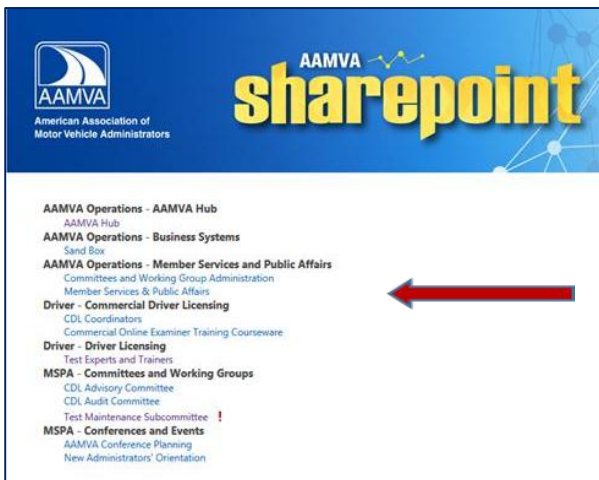 AAMVA
American Association of
Motor Vehicle Administrators
AAMVA
sharepoint
AAMVA Operations - AAMVA Hub
AAMVA Hub
AAMVA Operations - Business Systems
Sand Box
AAMVA Operations - Member Services and Public Affairs
Committees and Working Group Administration
Member Services & Public Affairs
Driver - Commercial Driver Licensing
CDL Coordinators
Commercial Online Examiner Training Courseware
Driver - Driver Licensing
Test Experts and Trainers
MSPA - Committees and Working Groups
CDL Advisory Committee
CDL Audit Committee
Test Maintenance Subcommittee !
MSPA - Conferences and Events
AAMVA Conference Planning
New Administrators' Orientation